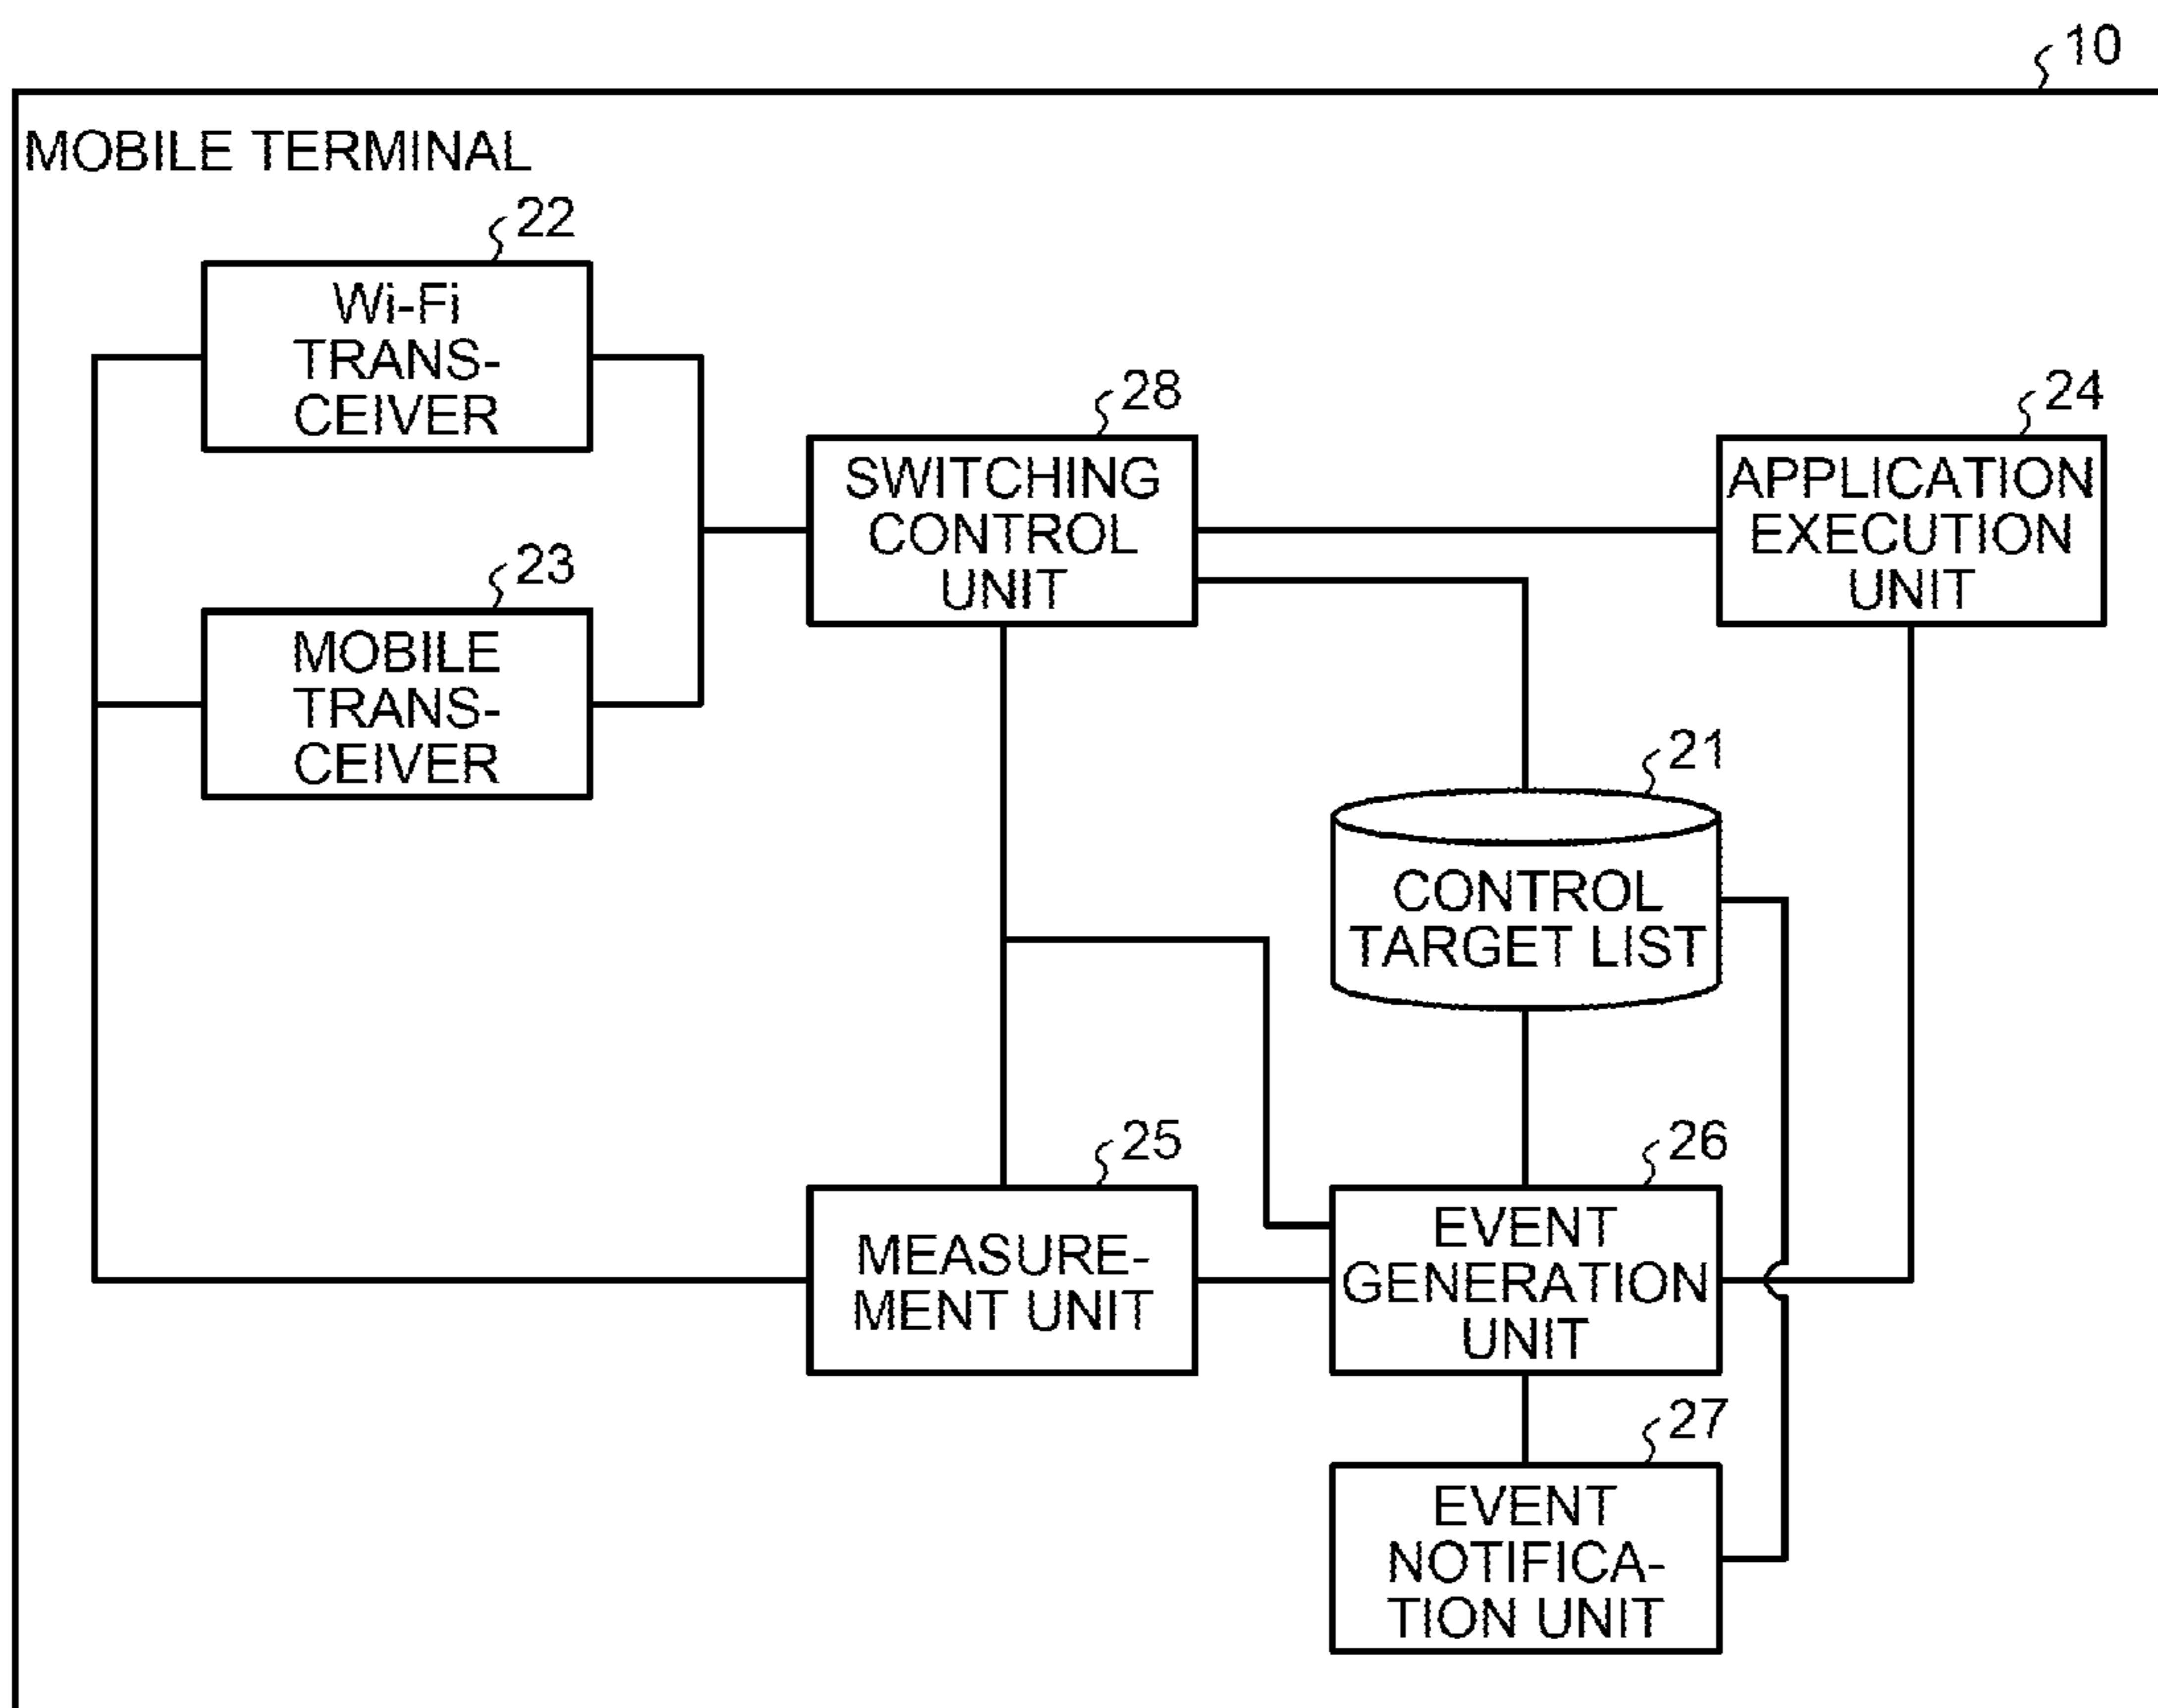 10
MOBILE TERMINAL
22
Wi-Fi
TRANS-
CEIVER
28
SWITCHING
CONTROL
UNIT
24
APPLICATION
EXECUTION
UNIT
23
MOBILE
TRANS-
CEIVER
21
CONTROL
TARGET LIST
25
MEASURE-
MENT UNIT
26
EVENT
GENERATION
UNIT
27
EVENT
NOTIFICA-
TION UNIT